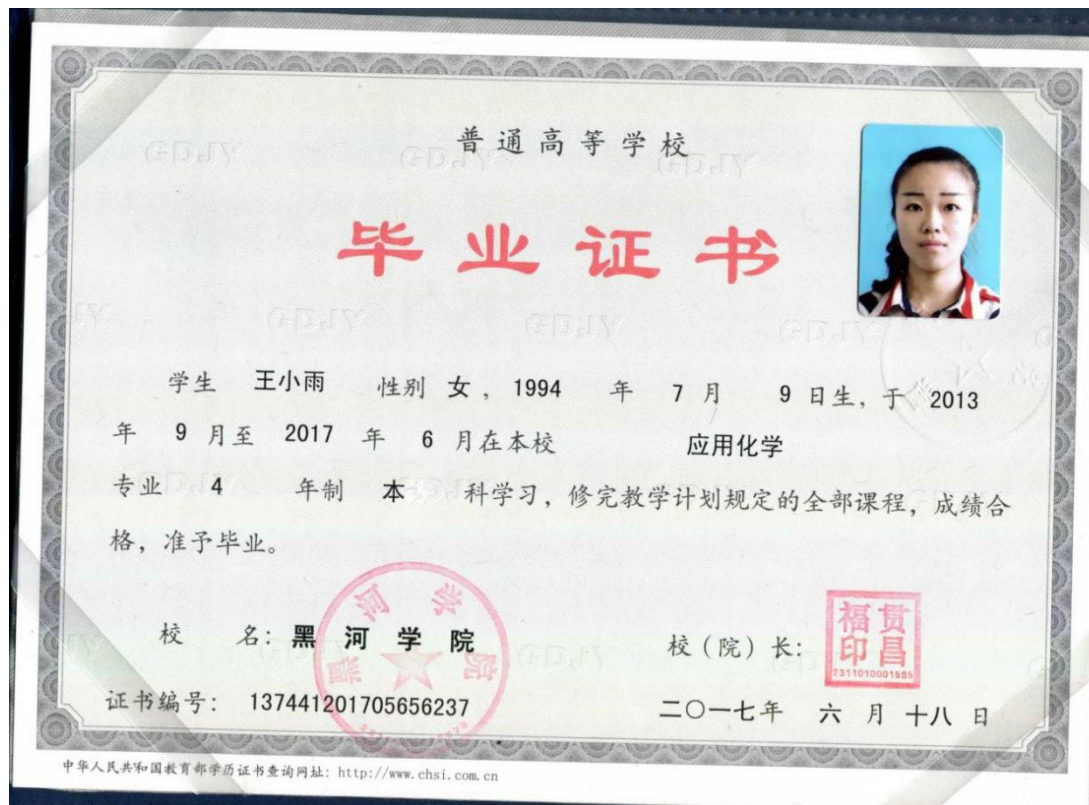 普通高等学校
毕业证书
学生 王小雨 性别 女, 1994 年 7 月 9 日生, 于 2013
年 9 月至 2017 年 6 月在本校 应用化学
专业 4 年制 本 科学习, 修完教学计划规定的全部课程, 成绩合
格, 准予毕业。
校 名: 黑 河 学 院
黑河学院
校(院)长:
贯昌
福印
2311010001585
证书编号: 137441201705656237
二〇一七年 六 月 十八 日
中华人民共和国教育部学历证书查询网址: http://www.chsi.com.cn